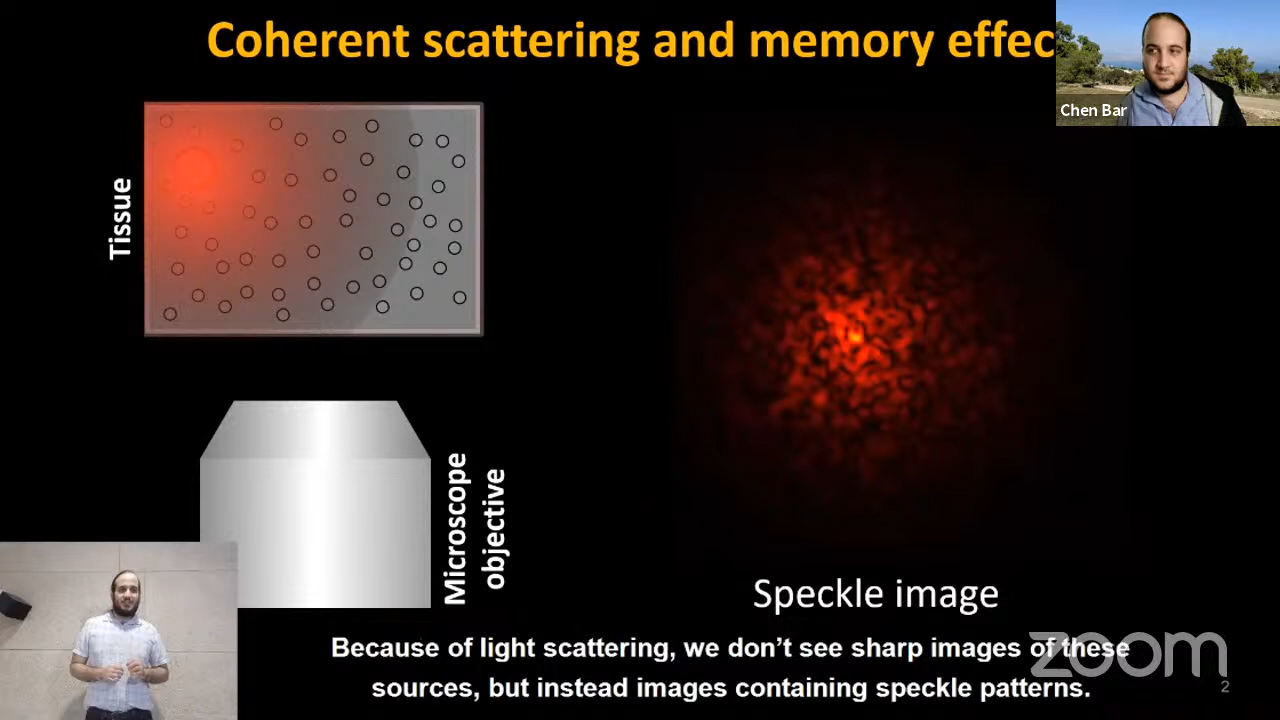 Coherent scattering and memory effec
Chen Bar
Tissue
Microscope
objective
Speckle image
Because of light scattering, we don't see sharp images of these
sources, but instead images containing speckle patterns.
zoom
2